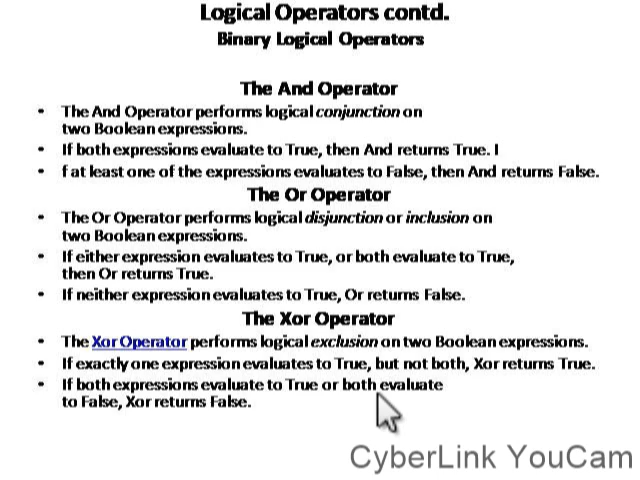 Logical Operators contd.
Binary Logical Operators
The And Operator
• The And Operator performs logical conjunction on
two Boolean expressions.
• If both expressions evaluate to True, then And returns True. I
• f at least one of the expressions evaluates to False, then And returns False.
The Or Operator
• The Or Operator performs logical disjunction or inclusion on
two Boolean expressions.
• If either expression evaluates to True, or both evaluate to True,
then Or returns True.
• If neither expression evaluates to True, Or returns False.
The Xor Operator
• The Xor Operator performs logical exclusion on two Boolean expressions.
• If exactly one expression evaluates to True, but not both, Xor returns True.
• If both expressions evaluate to True or both evaluate
to False, Xor returns False.
CyberLink YouCam